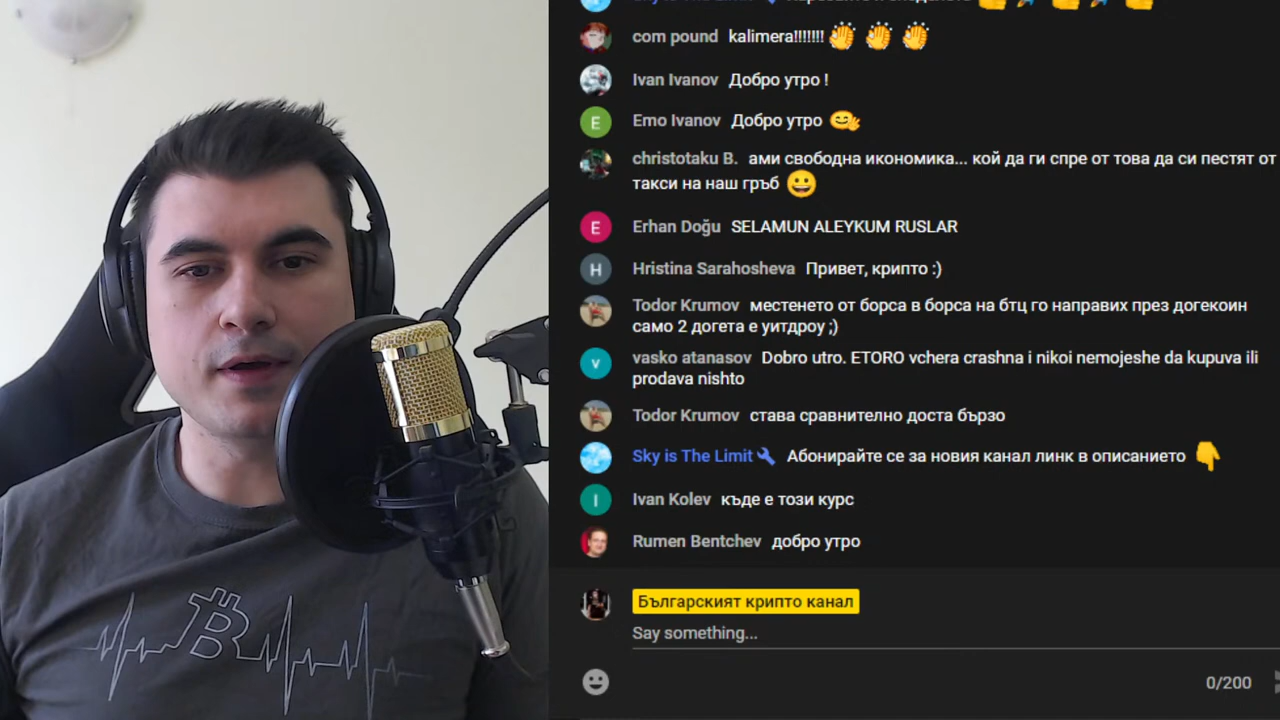 com pound kalimera!!!!!!! 👏 👏 👏
Ivan Ivanov Добро утро !
E Emo Ivanov Добро утро
christotaku B. ами свободна икономика... кой да ги спре от това да си пестят от
такси на наш гръб 😀
E Erhan Doğu SELAMUN ALEYKUM RUSLAR
H Hristina Sarahosheva Привет, крипто :)
Todor Krumov местенето от борса в борса на бтц го направих през догекоин
само 2 догета е уитдроу ;)
v vasko atanasov Dobro utro. ETORO vchera crashna i nikoi nemojeshe da kupuva ili
prodava nishto
Todor Krumov става сравнително доста бързо
Sky is The Limit Абонирайте се за новия канал линк в описанието 👇
I Ivan Kolev къде е този курс
Rumen Bentchev добро утро
Българският крипто канал
Say something...
0/200